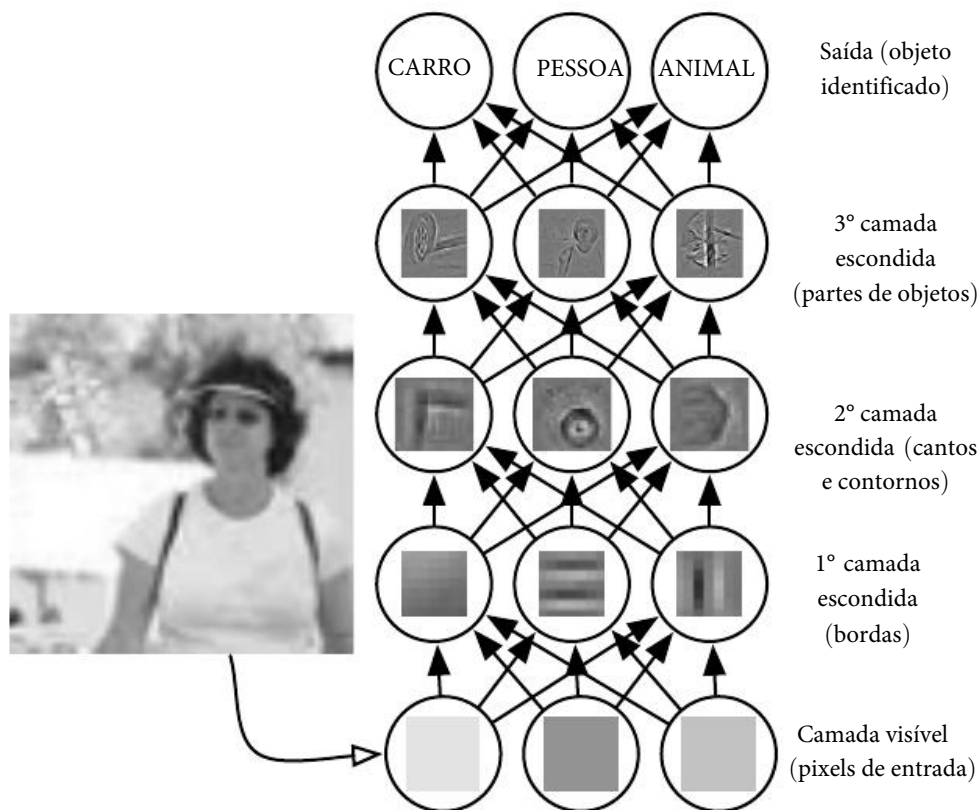 CARRO PESSOA ANIMAL
Saída (objeto
identificado)
3° camada
escondida
(partes de objetos)
2° camada
escondida (cantos
e contornos)
1° camada
escondida
(bordas)
Camada visível
(pixels de entrada)